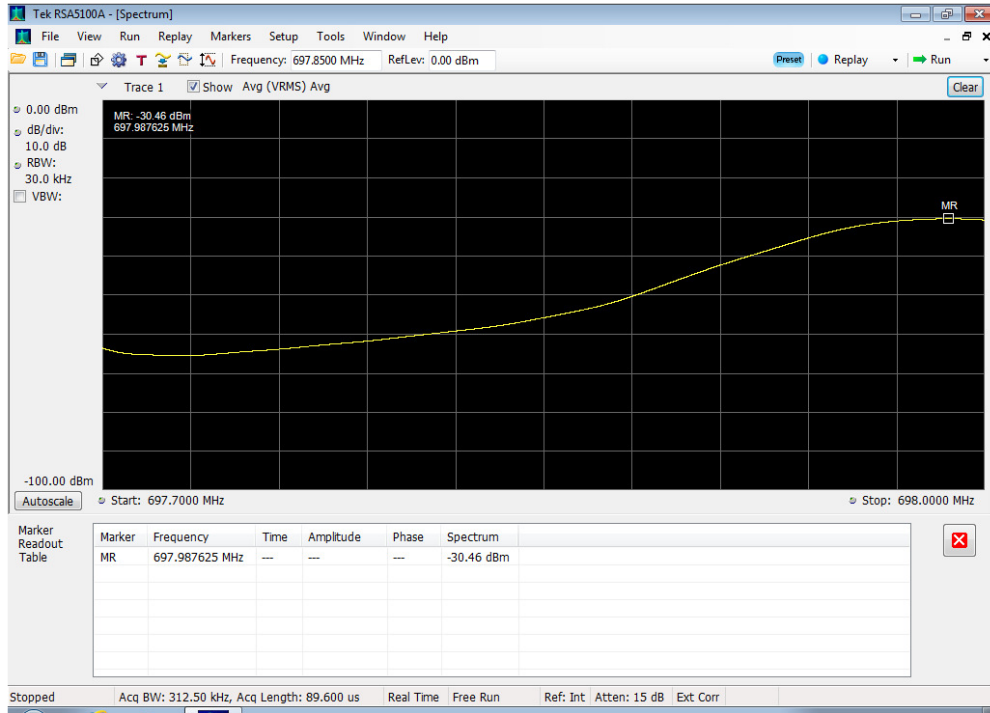 Tek RSA5100A - [Spectrum]
File View Run Replay Markers Setup Tools Window Help
T Frequency: 697.8500 MHz RefLev: 0.00 dBm Preset Replay Run
Trace 1 Show Avg (VRMS) Avg Clear
0.00 dBm
dB/div:
10.0 dB
RBW:
30.0 kHz
VBW:
MR: -30.46 dBm
697.987625 MHz
MR
-100.00 dBm
Autoscale Start: 697.7000 MHz Stop: 698.0000 MHz
Marker
Readout
Table
Marker Frequency Time Amplitude Phase Spectrum
MR 697.987625 MHz --- --- --- -30.46 dBm
Stopped Acq BW: 312.50 kHz, Acq Length: 89.600 us Real Time Free Run Ref: Int Atten: 15 dB Ext Corr